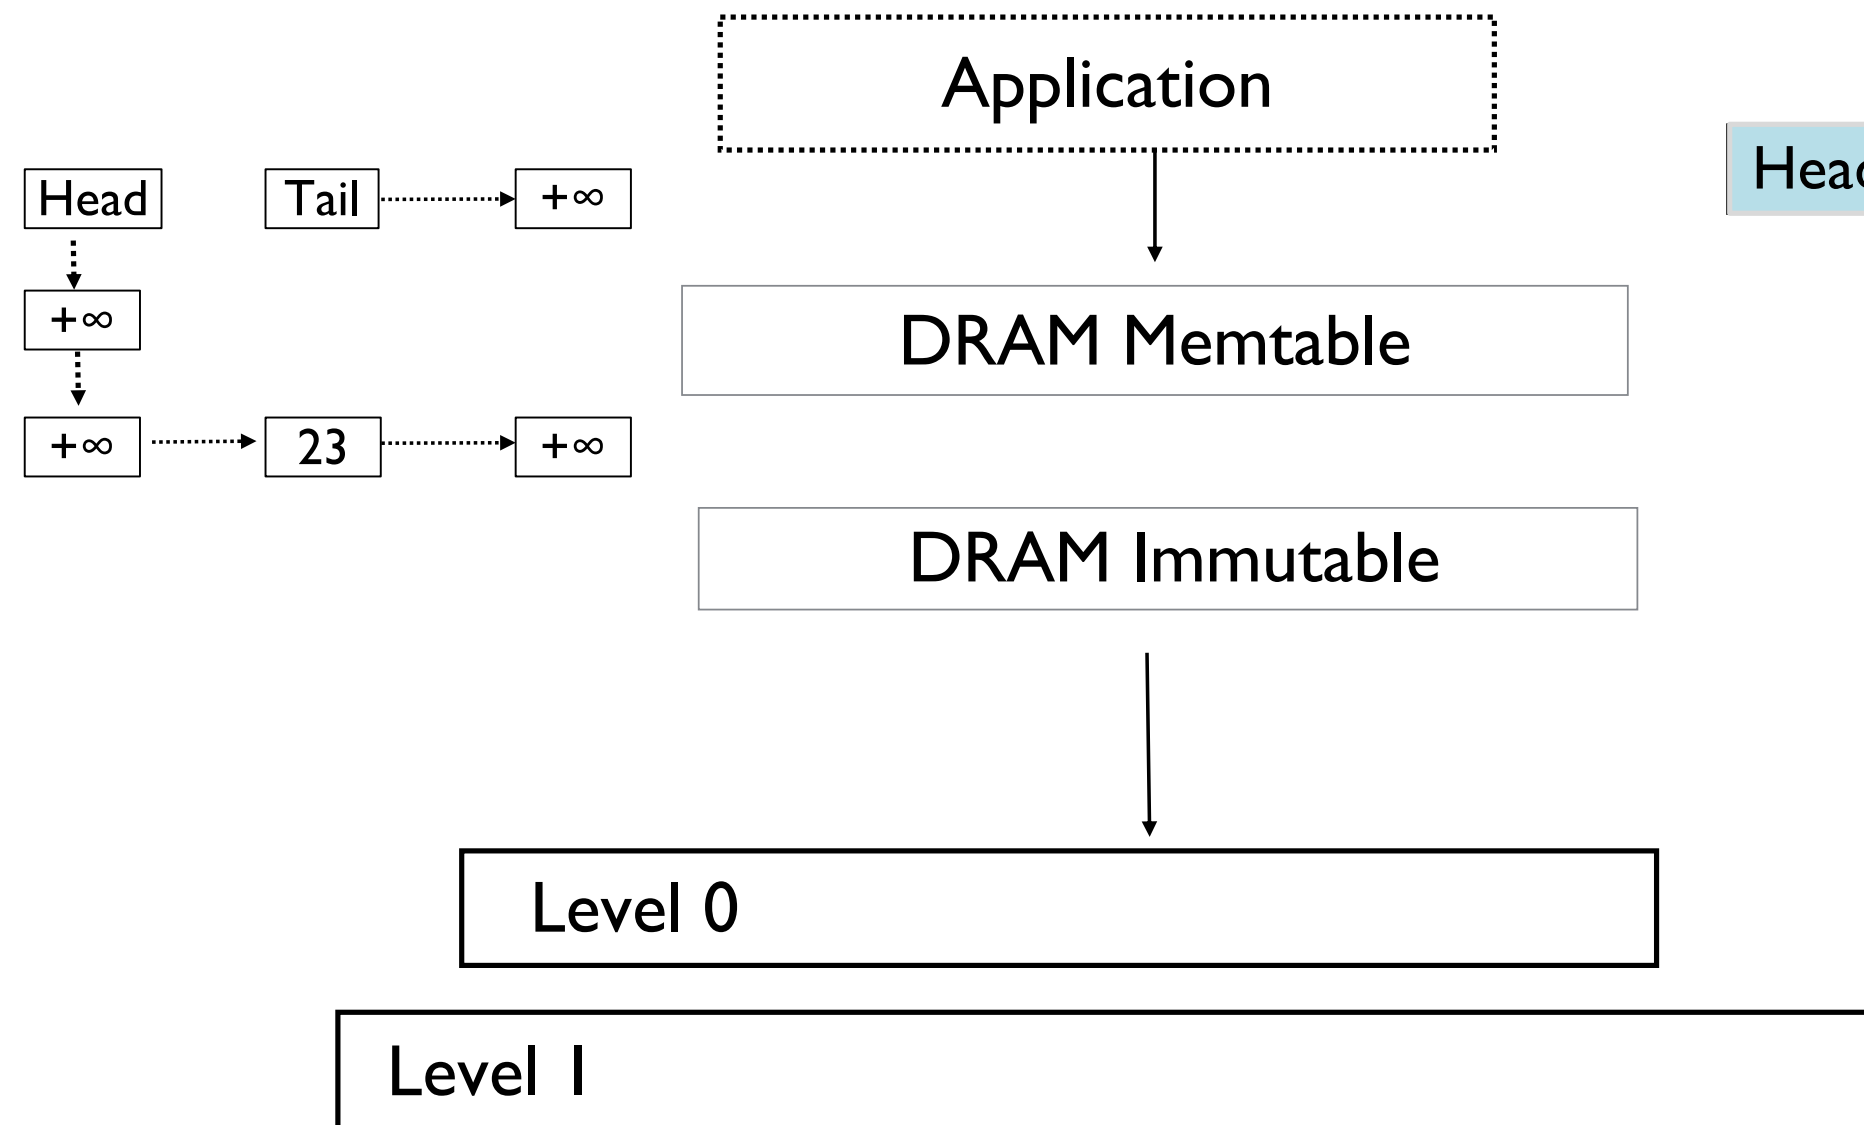 Application
Head Tail +∞
+∞
+∞ 23 +∞
DRAM Memtable
DRAM Immutable
Level 0
Level 1